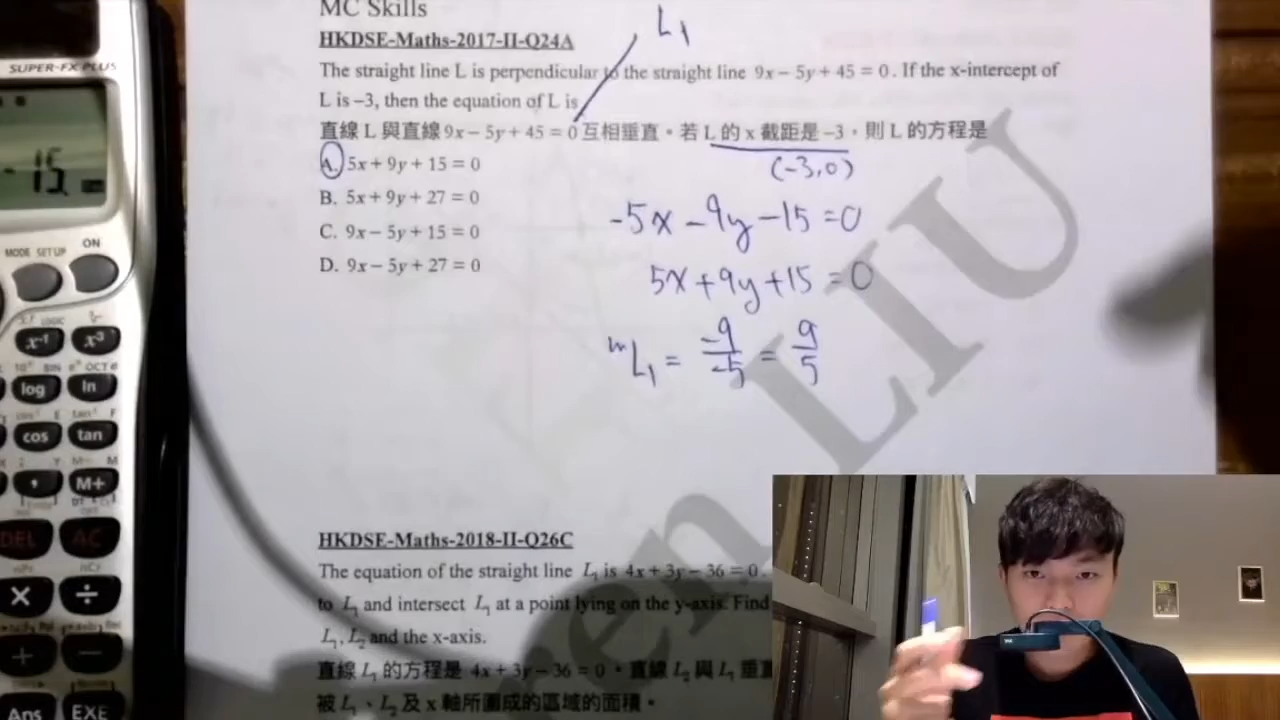 MC Skills
HKDSE-Maths-2017-II-Q24A
L₁
The straight line L is perpendicular to the straight line 9x − 5y + 45 = 0. If the x-intercept of
L is −3, then the equation of L is
直線 L 與直線 9x − 5y + 45 = 0 互相垂直。若 L 的 x 截距是 −3，則 L 的方程是
(-3,0)
A. 5x + 9y + 15 = 0
B. 5x + 9y + 27 = 0
C. 9x − 5y + 15 = 0
D. 9x − 5y + 27 = 0
-5x -9y -15 =0
5x+9y+15 =0
mL₁ = -9/-5 = 9/5
HKDSE-Maths-2018-II-Q26C
The equation of the straight line L₁ is 4x + 3y − 36 = 0.
to L₁ and intersect L₁ at a point lying on the y-axis. Find
L₁, L₂ and the x-axis.
直線 L₁ 的方程是 4x + 3y − 36 = 0。直線 L₂ 與 L₁ 垂直
被 L₁、L₂ 及 x 軸所圍成的區域的面積。
en LIU
SUPER-FX PLUS
-15
MODE SETUP ON
x⁻¹ x³
log ln
cos tan
, M+
DEL AC
× ÷
+ −
Ans EXE